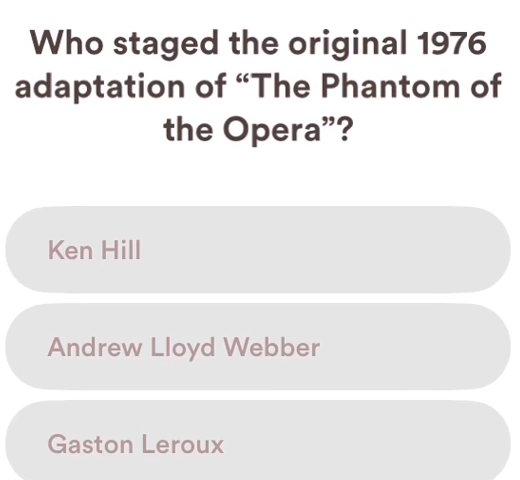 Who staged the original 1976
adaptation of “The Phantom of
the Opera”?
Ken Hill
Andrew Lloyd Webber
Gaston Leroux